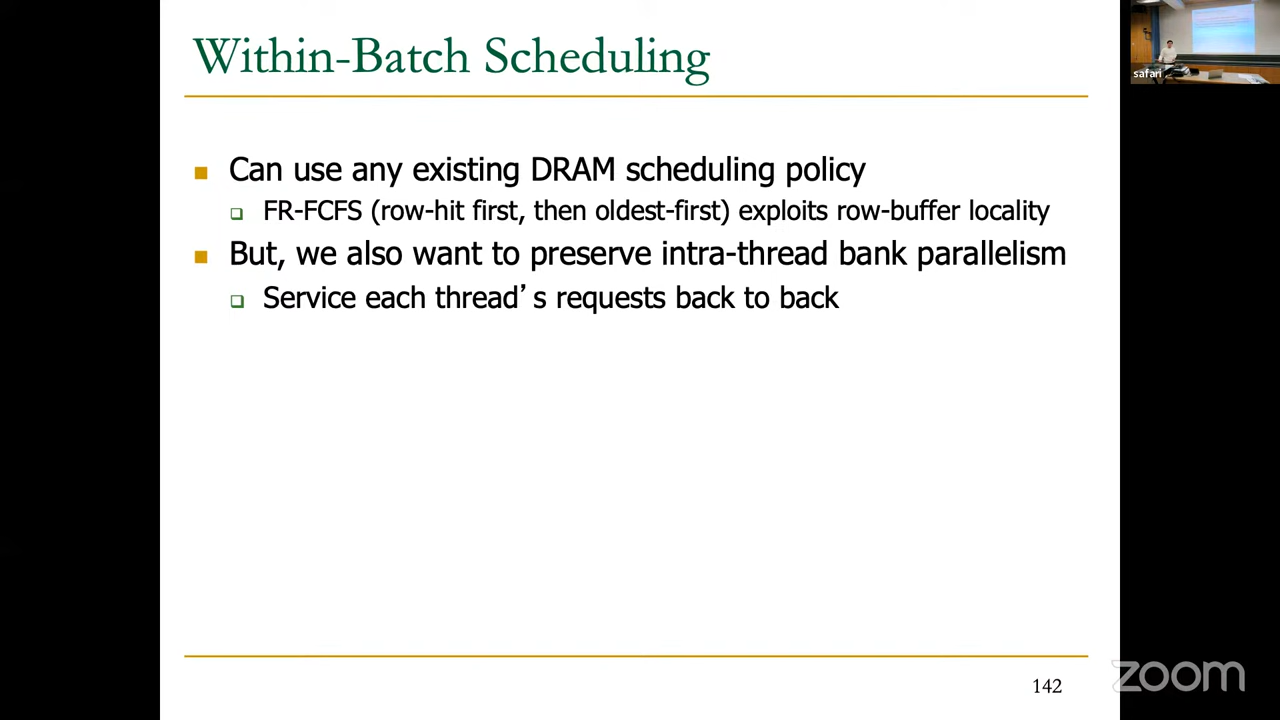 Within-Batch Scheduling
safari
Can use any existing DRAM scheduling policy
FR-FCFS (row-hit first, then oldest-first) exploits row-buffer locality
But, we also want to preserve intra-thread bank parallelism
Service each thread’s requests back to back
142
zoom